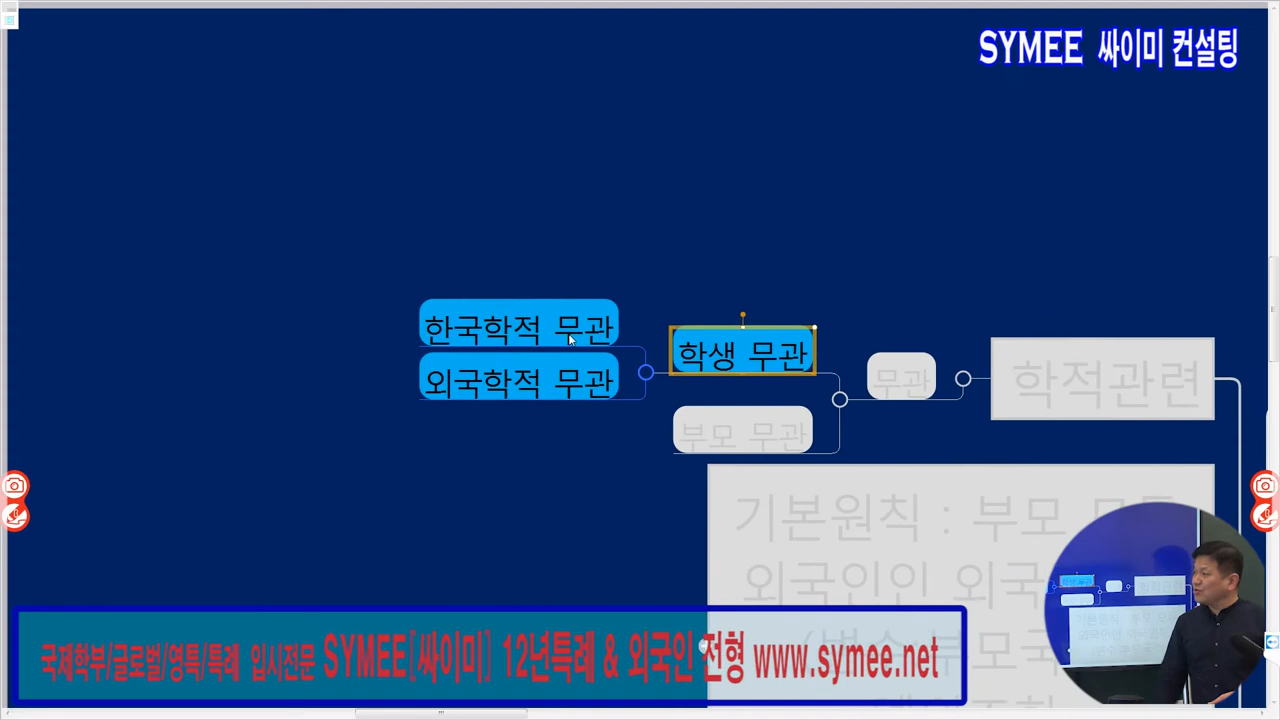 SYMEE 싸이미 컨설팅
한국학적 무관
학생 무관
외국학적 무관
무관
학적관련
부모 무관
기본원칙 : 부모
외국인인 외국
국제학부/글로벌/영특/특례 입시전문 SYMEE[싸이미] 12년특례 & 외국인 전형 www.symee.net